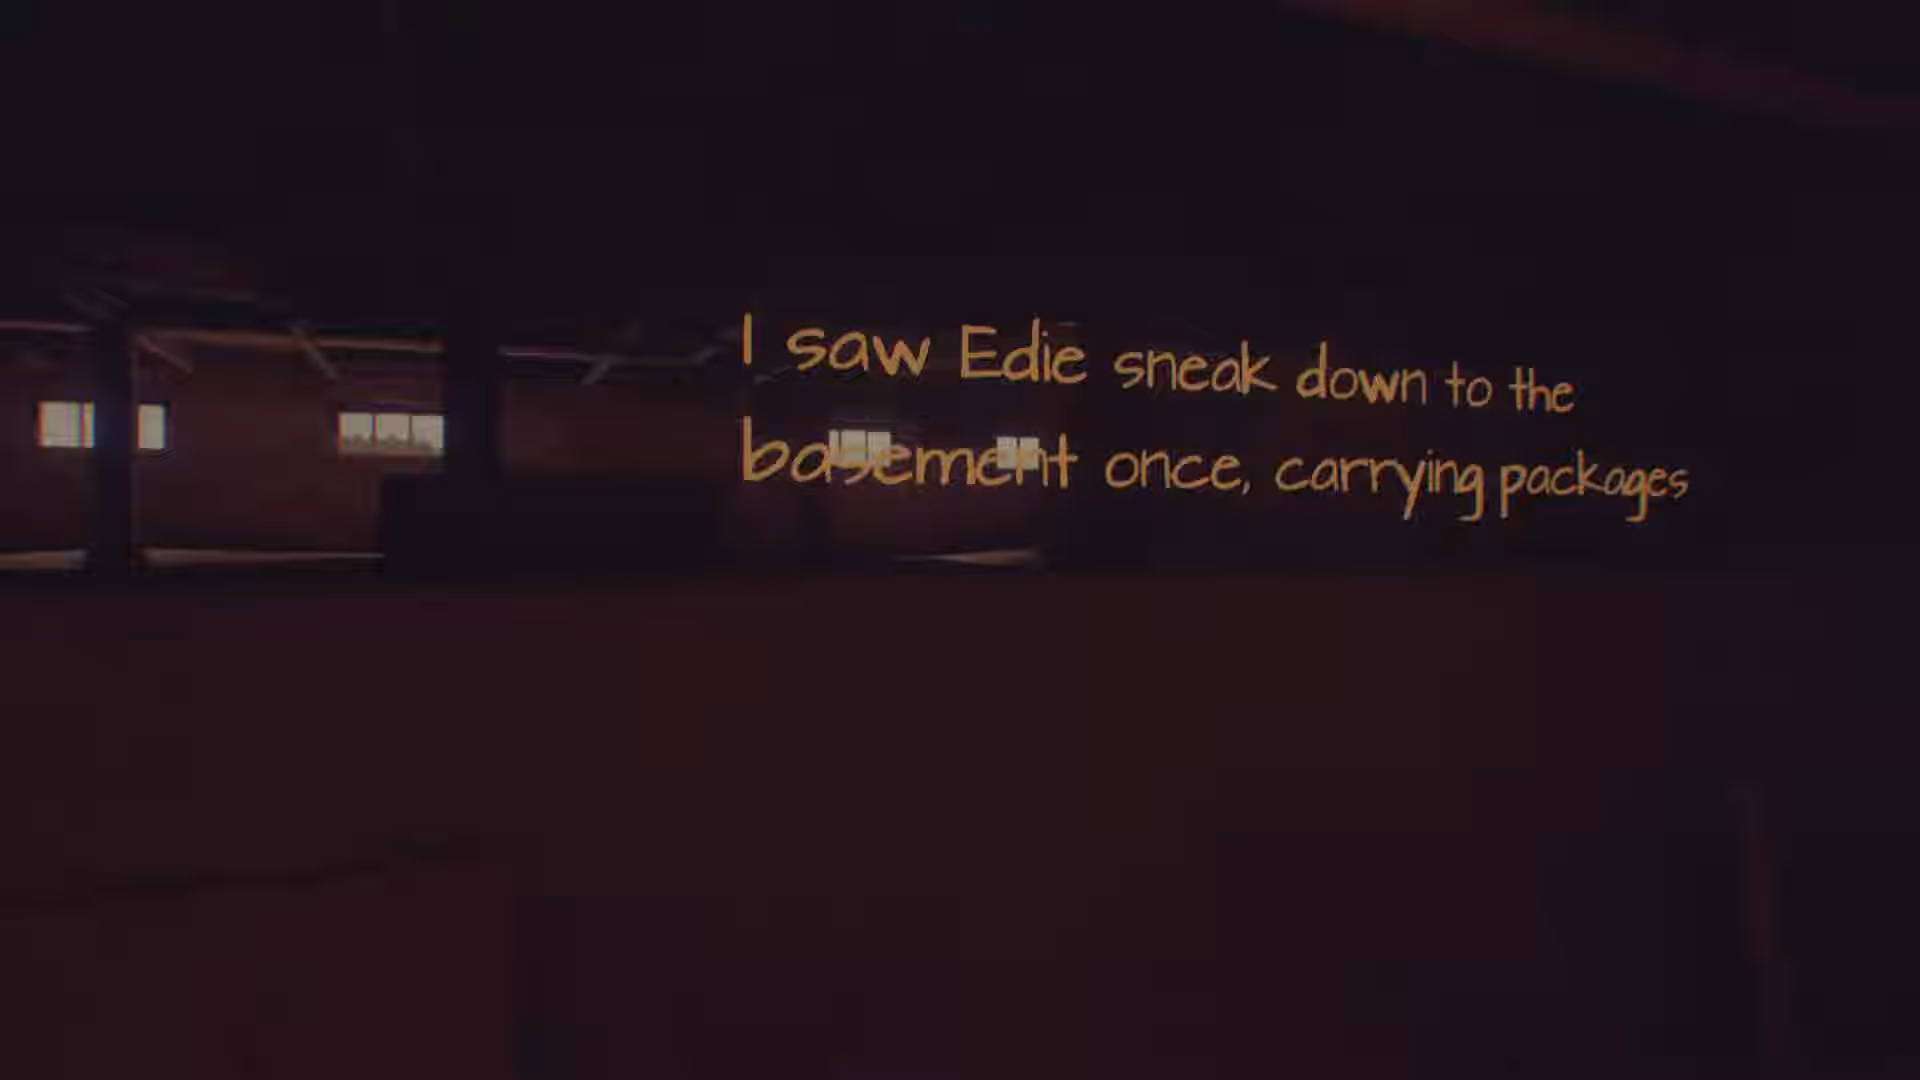 I saw Edie sneak down to the
basement once, carrying packages